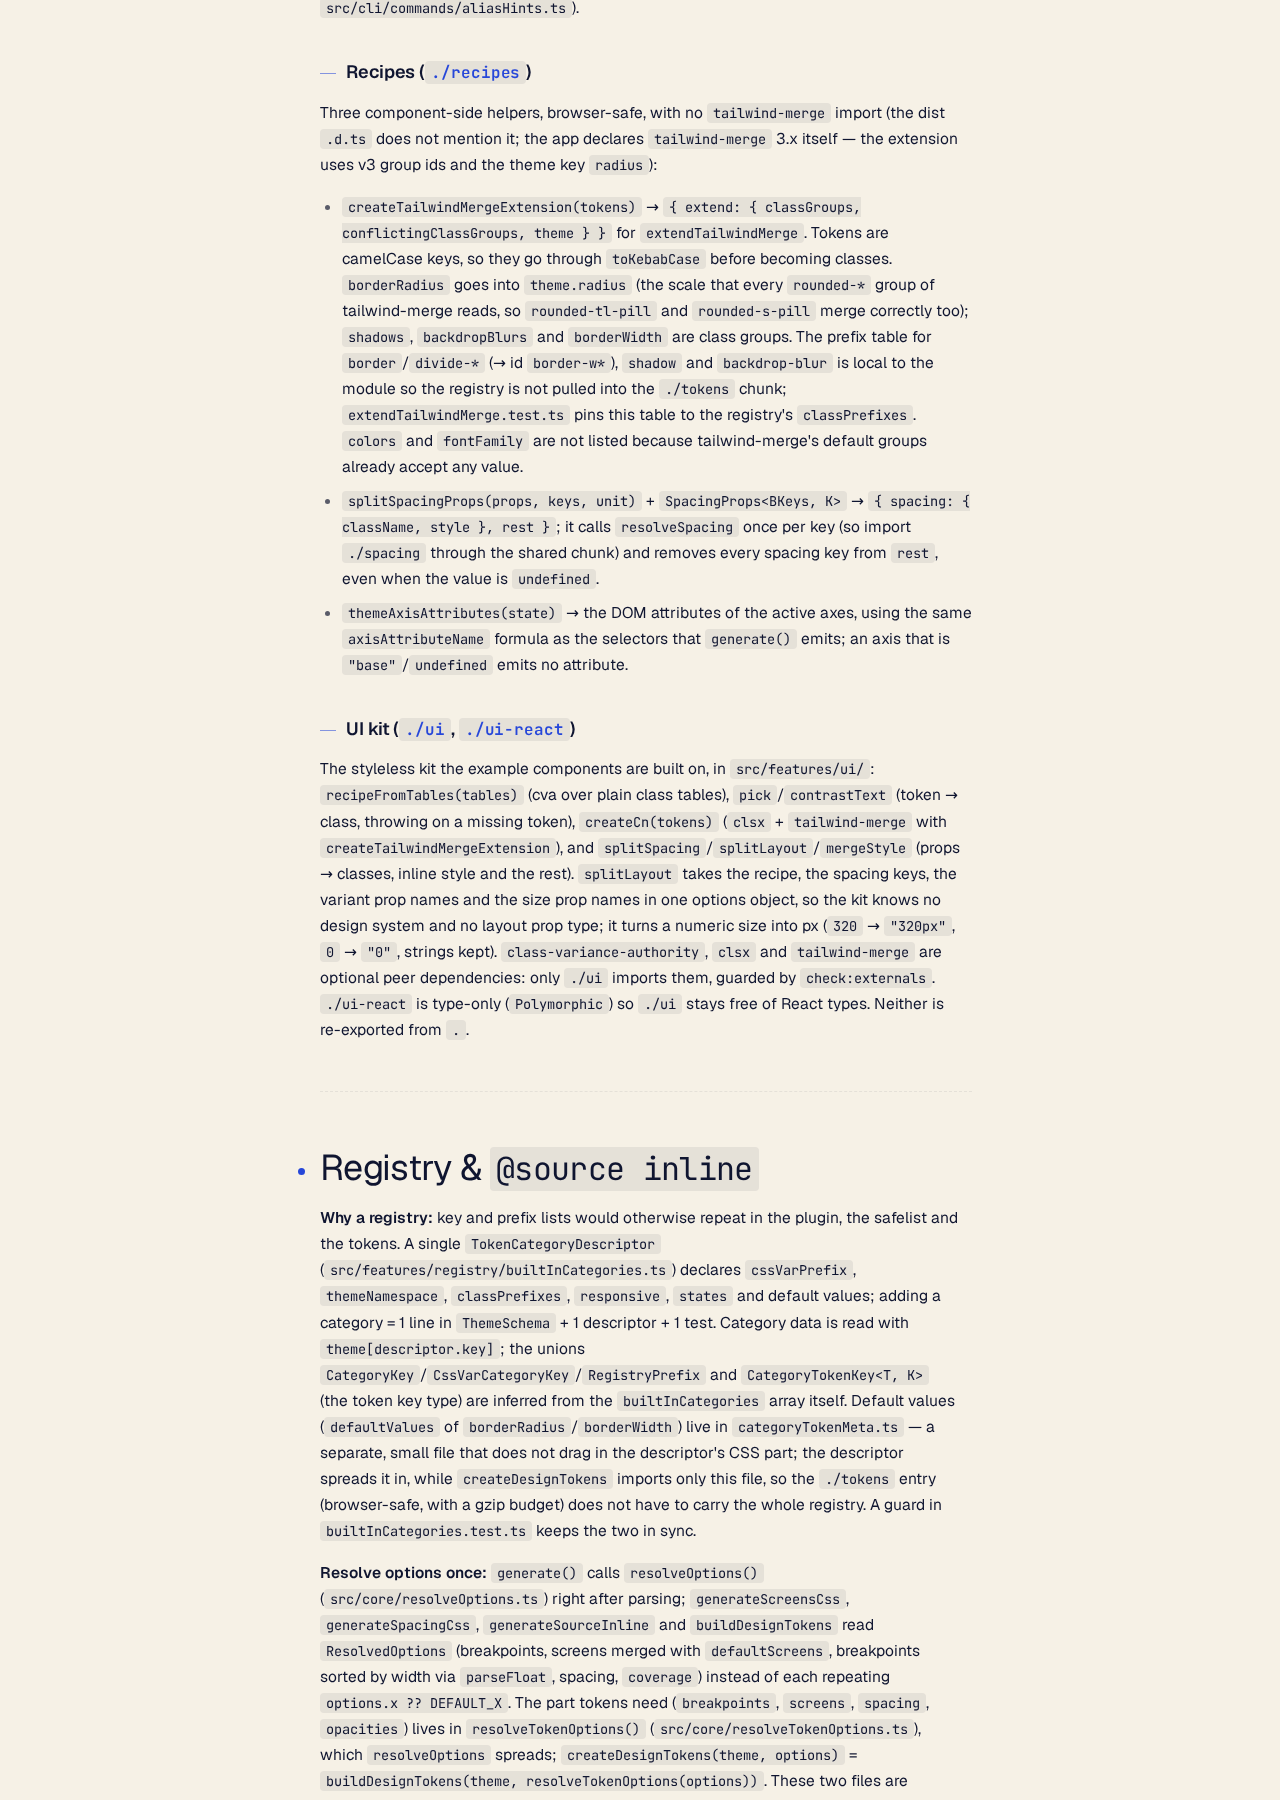 src/cli/commands/aliasHints.ts).
— Recipes (./recipes)
Three component-side helpers, browser-safe, with no tailwind-merge import (the dist
.d.ts does not mention it; the app declares tailwind-merge 3.x itself — the extension
uses v3 group ids and the theme key radius):
• createTailwindMergeExtension(tokens) → { extend: { classGroups,
conflictingClassGroups, theme } } for extendTailwindMerge. Tokens are
camelCase keys, so they go through toKebabCase before becoming classes.
borderRadius goes into theme.radius (the scale that every rounded-* group of
tailwind-merge reads, so rounded-tl-pill and rounded-s-pill merge correctly too);
shadows, backdropBlurs and borderWidth are class groups. The prefix table for
border/divide-* (→ id border-w*), shadow and backdrop-blur is local to the
module so the registry is not pulled into the ./tokens chunk;
extendTailwindMerge.test.ts pins this table to the registry's classPrefixes.
colors and fontFamily are not listed because tailwind-merge's default groups
already accept any value.
• splitSpacingProps(props, keys, unit) + SpacingProps<BKeys, K> → { spacing: {
className, style }, rest }; it calls resolveSpacing once per key (so import
./spacing through the shared chunk) and removes every spacing key from rest,
even when the value is undefined.
• themeAxisAttributes(state) → the DOM attributes of the active axes, using the same
axisAttributeName formula as the selectors that generate() emits; an axis that is
"base"/undefined emits no attribute.
— UI kit (./ui, ./ui-react)
The styleless kit the example components are built on, in src/features/ui/:
recipeFromTables(tables) (cva over plain class tables), pick/contrastText (token →
class, throwing on a missing token), createCn(tokens) (clsx + tailwind-merge with
createTailwindMergeExtension), and splitSpacing/splitLayout/mergeStyle (props
→ classes, inline style and the rest). splitLayout takes the recipe, the spacing keys, the
variant prop names and the size prop names in one options object, so the kit knows no
design system and no layout prop type; it turns a numeric size into px (320 → "320px",
0 → "0", strings kept). class-variance-authority, clsx and tailwind-merge are
optional peer dependencies: only ./ui imports them, guarded by check:externals.
./ui-react is type-only (Polymorphic) so ./ui stays free of React types. Neither is
re-exported from ..
• Registry & @source inline
Why a registry: key and prefix lists would otherwise repeat in the plugin, the safelist and
the tokens. A single TokenCategoryDescriptor
(src/features/registry/builtInCategories.ts) declares cssVarPrefix,
themeNamespace, classPrefixes, responsive, states and default values; adding a
category = 1 line in ThemeSchema + 1 descriptor + 1 test. Category data is read with
theme[descriptor.key]; the unions
CategoryKey/CssVarCategoryKey/RegistryPrefix and CategoryTokenKey<T, K>
(the token key type) are inferred from the builtInCategories array itself. Default values
(defaultValues of borderRadius/borderWidth) live in categoryTokenMeta.ts — a
separate, small file that does not drag in the descriptor's CSS part; the descriptor
spreads it in, while createDesignTokens imports only this file, so the ./tokens entry
(browser-safe, with a gzip budget) does not have to carry the whole registry. A guard in
builtInCategories.test.ts keeps the two in sync.
Resolve options once: generate() calls resolveOptions()
(src/core/resolveOptions.ts) right after parsing; generateScreensCss,
generateSpacingCss, generateSourceInline and buildDesignTokens read
ResolvedOptions (breakpoints, screens merged with defaultScreens, breakpoints
sorted by width via parseFloat, spacing, coverage) instead of each repeating
options.x ?? DEFAULT_X. The part tokens need (breakpoints, screens, spacing,
opacities) lives in resolveTokenOptions() (src/core/resolveTokenOptions.ts),
which resolveOptions spreads; createDesignTokens(theme, options) =
buildDesignTokens(theme, resolveTokenOptions(options)). These two files are